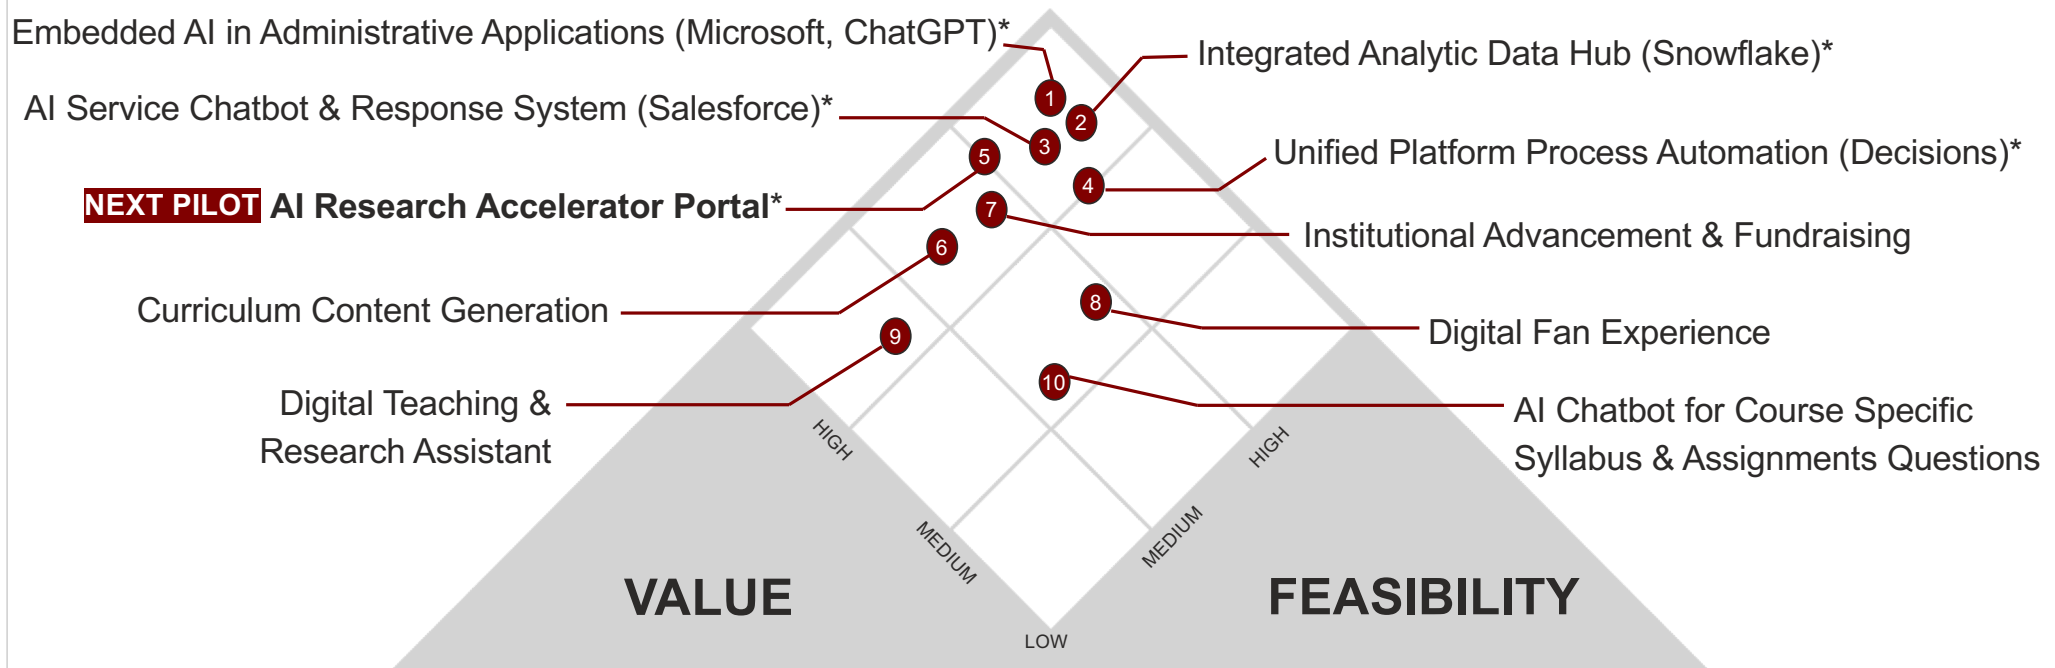 Embedded AI in Administrative Applications (Microsoft, ChatGPT)*
Integrated Analytic Data Hub (Snowflake)*
AI Service Chatbot & Response System (Salesforce)*
Unified Platform Process Automation (Decisions)*
NEXT PILOT AI Research Accelerator Portal*
Institutional Advancement & Fundraising
Curriculum Content Generation
Digital Fan Experience
Digital Teaching &
Research Assistant
AI Chatbot for Course Specific
Syllabus & Assignments Questions
1
2
3
5
4
7
6
8
9
10
HIGH
MEDIUM
LOW
HIGH
MEDIUM
VALUE
FEASIBILITY